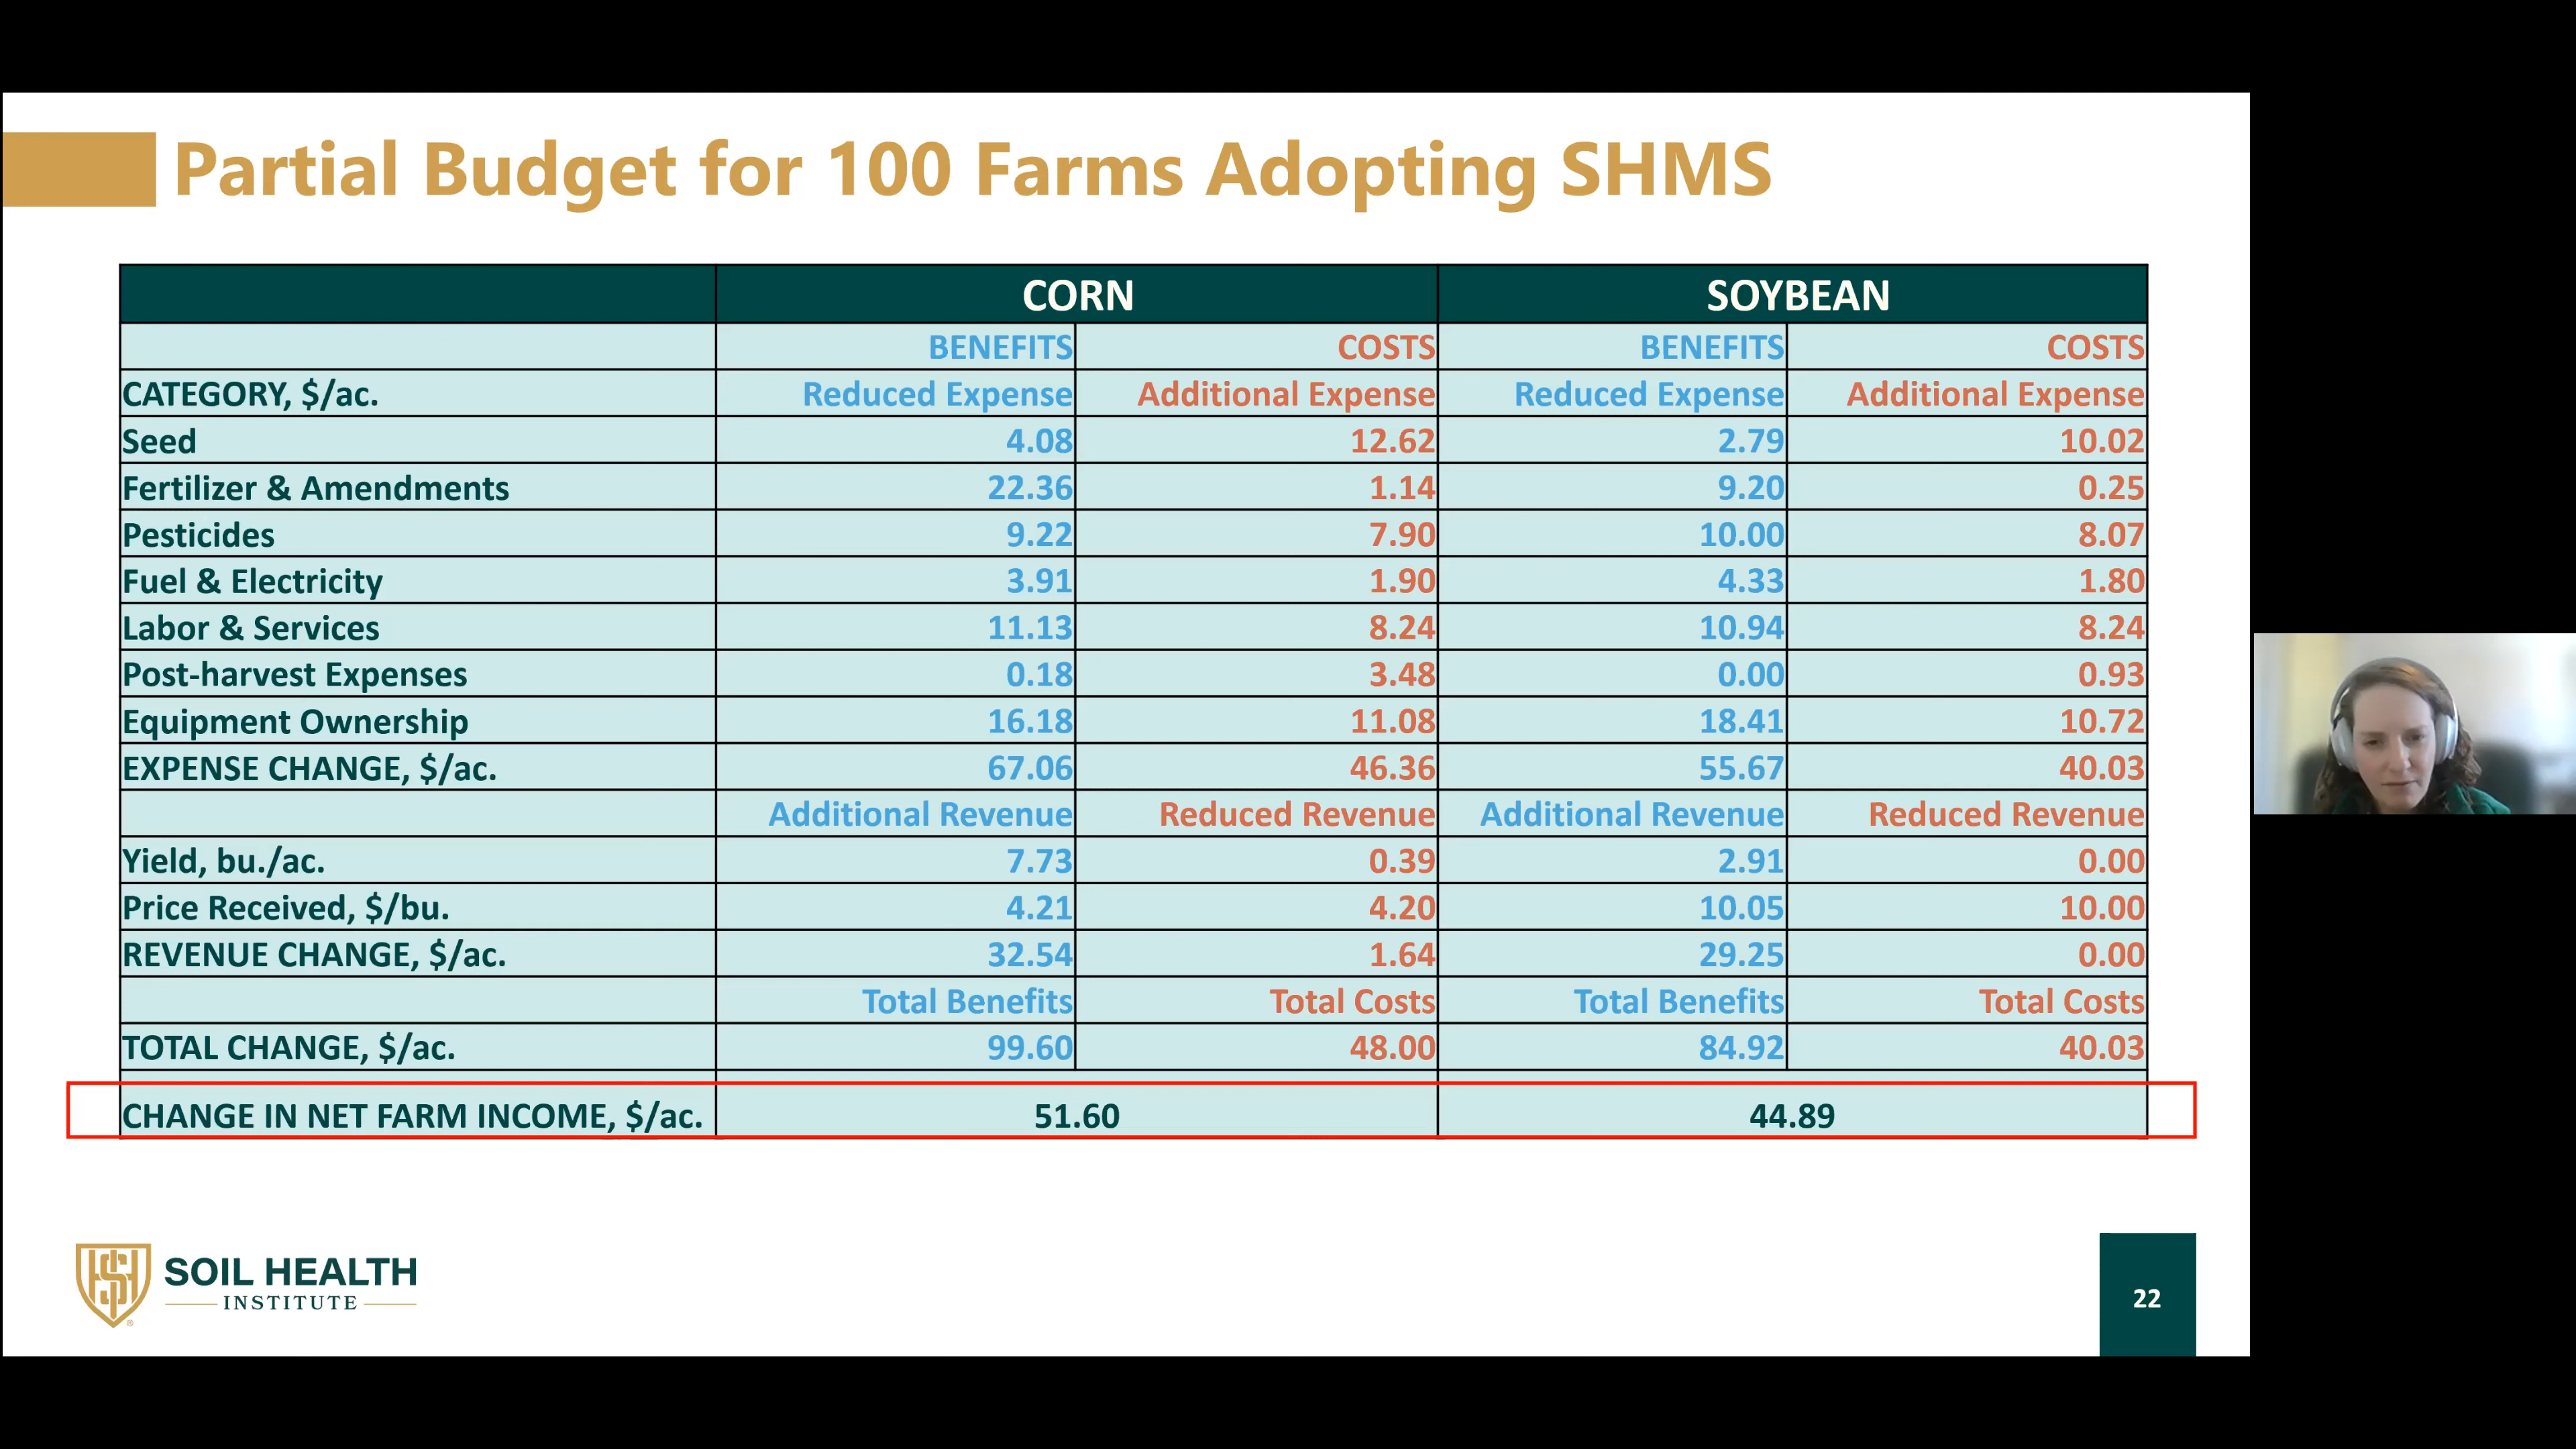 Partial Budget for 100 Farms Adopting SHMS
CORN SOYBEAN
BENEFITS COSTS BENEFITS COSTS
CATEGORY, $/ac. Reduced Expense Additional Expense Reduced Expense Additional Expense
Seed 4.08 12.62 2.79 10.02
Fertilizer & Amendments 22.36 1.14 9.20 0.25
Pesticides 9.22 7.90 10.00 8.07
Fuel & Electricity 3.91 1.90 4.33 1.80
Labor & Services 11.13 8.24 10.94 8.24
Post-harvest Expenses 0.18 3.48 0.00 0.93
Equipment Ownership 16.18 11.08 18.41 10.72
EXPENSE CHANGE, $/ac. 67.06 46.36 55.67 40.03
Additional Revenue Reduced Revenue Additional Revenue Reduced Revenue
Yield, bu./ac. 7.73 0.39 2.91 0.00
Price Received, $/bu. 4.21 4.20 10.05 10.00
REVENUE CHANGE, $/ac. 32.54 1.64 29.25 0.00
Total Benefits Total Costs Total Benefits Total Costs
TOTAL CHANGE, $/ac. 99.60 48.00 84.92 40.03
CHANGE IN NET FARM INCOME, $/ac. 51.60 44.89
SOIL HEALTH
INSTITUTE
®
22